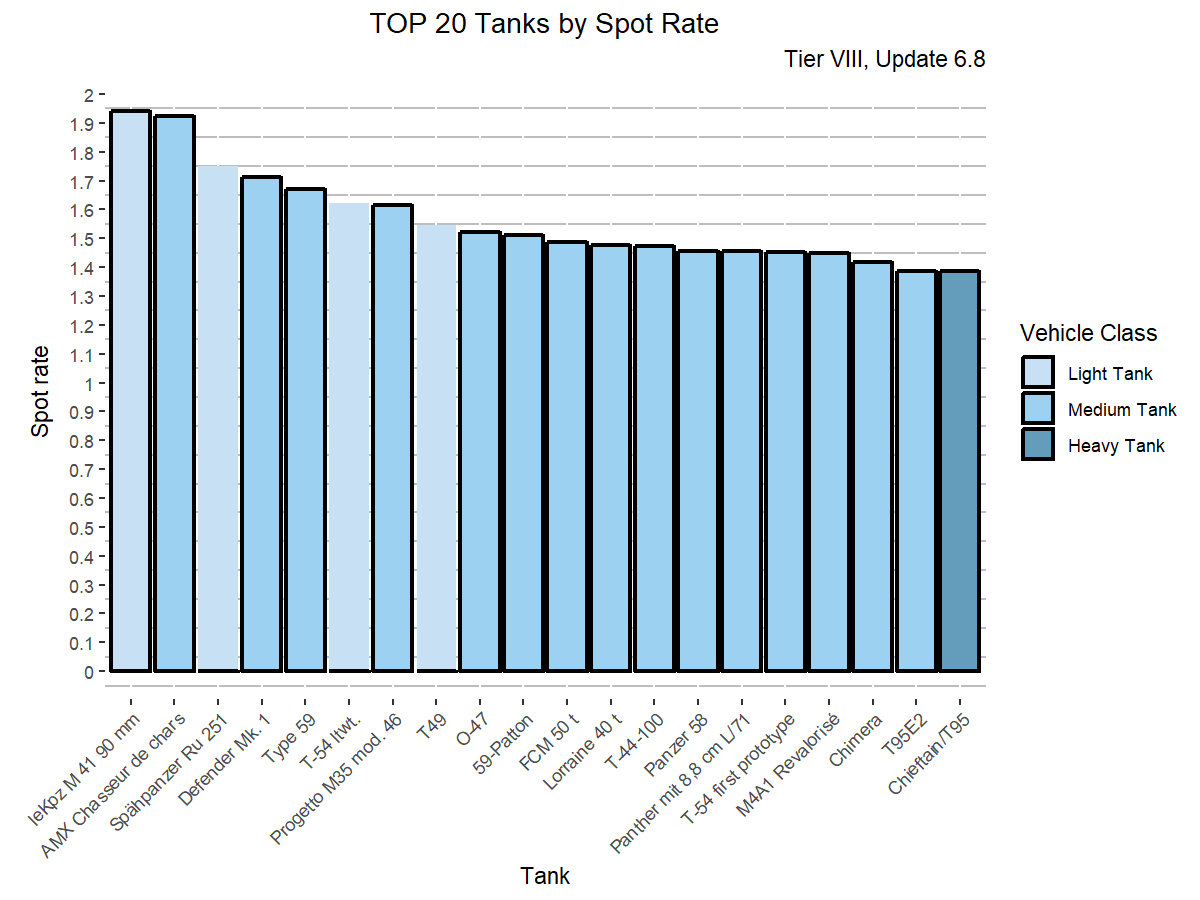 TOP 20 Tanks by Spot Rate
Tier VIII, Update 6.8
Spot rate
2
1.9
1.8
1.7
1.6
1.5
1.4
1.3
1.2
1.1
1
0.9
0.8
0.7
0.6
0.5
0.4
0.3
0.2
0.1
0
leKpz M 41 90 mm
AMX Chasseur de chars
Spähpanzer Ru 251
Defender Mk. 1
Type 59
T-54 ltwt.
Progetto M35 mod. 46
T49
O-47
59-Patton
FCM 50 t
Lorraine 40 t
T-44-100
Panzer 58
Panther mit 8,8 cm L/71
T-54 first prototype
M4A1 Revalorisé
Chimera
T95E2
Chieftain/T95
Tank
Vehicle Class
Light Tank
Medium Tank
Heavy Tank